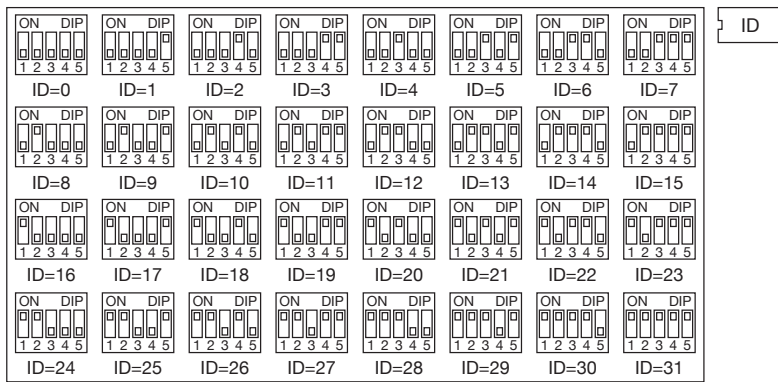 ON DIP ON DIP ON DIP ON DIP ON DIP ON DIP ON DIP ON DIP ID
1 2 3 4 5 1 2 3 4 5 1 2 3 4 5 1 2 3 4 5 1 2 3 4 5 1 2 3 4 5 1 2 3 4 5 1 2 3 4 5
ID=0 ID=1 ID=2 ID=3 ID=4 ID=5 ID=6 ID=7
ON DIP ON DIP ON DIP ON DIP ON DIP ON DIP ON DIP ON DIP
1 2 3 4 5 1 2 3 4 5 1 2 3 4 5 1 2 3 4 5 1 2 3 4 5 1 2 3 4 5 1 2 3 4 5 1 2 3 4 5
ID=8 ID=9 ID=10 ID=11 ID=12 ID=13 ID=14 ID=15
ON DIP ON DIP ON DIP ON DIP ON DIP ON DIP ON DIP ON DIP
1 2 3 4 5 1 2 3 4 5 1 2 3 4 5 1 2 3 4 5 1 2 3 4 5 1 2 3 4 5 1 2 3 4 5 1 2 3 4 5
ID=16 ID=17 ID=18 ID=19 ID=20 ID=21 ID=22 ID=23
ON DIP ON DIP ON DIP ON DIP ON DIP ON DIP ON DIP ON DIP
1 2 3 4 5 1 2 3 4 5 1 2 3 4 5 1 2 3 4 5 1 2 3 4 5 1 2 3 4 5 1 2 3 4 5 1 2 3 4 5
ID=24 ID=25 ID=26 ID=27 ID=28 ID=29 ID=30 ID=31